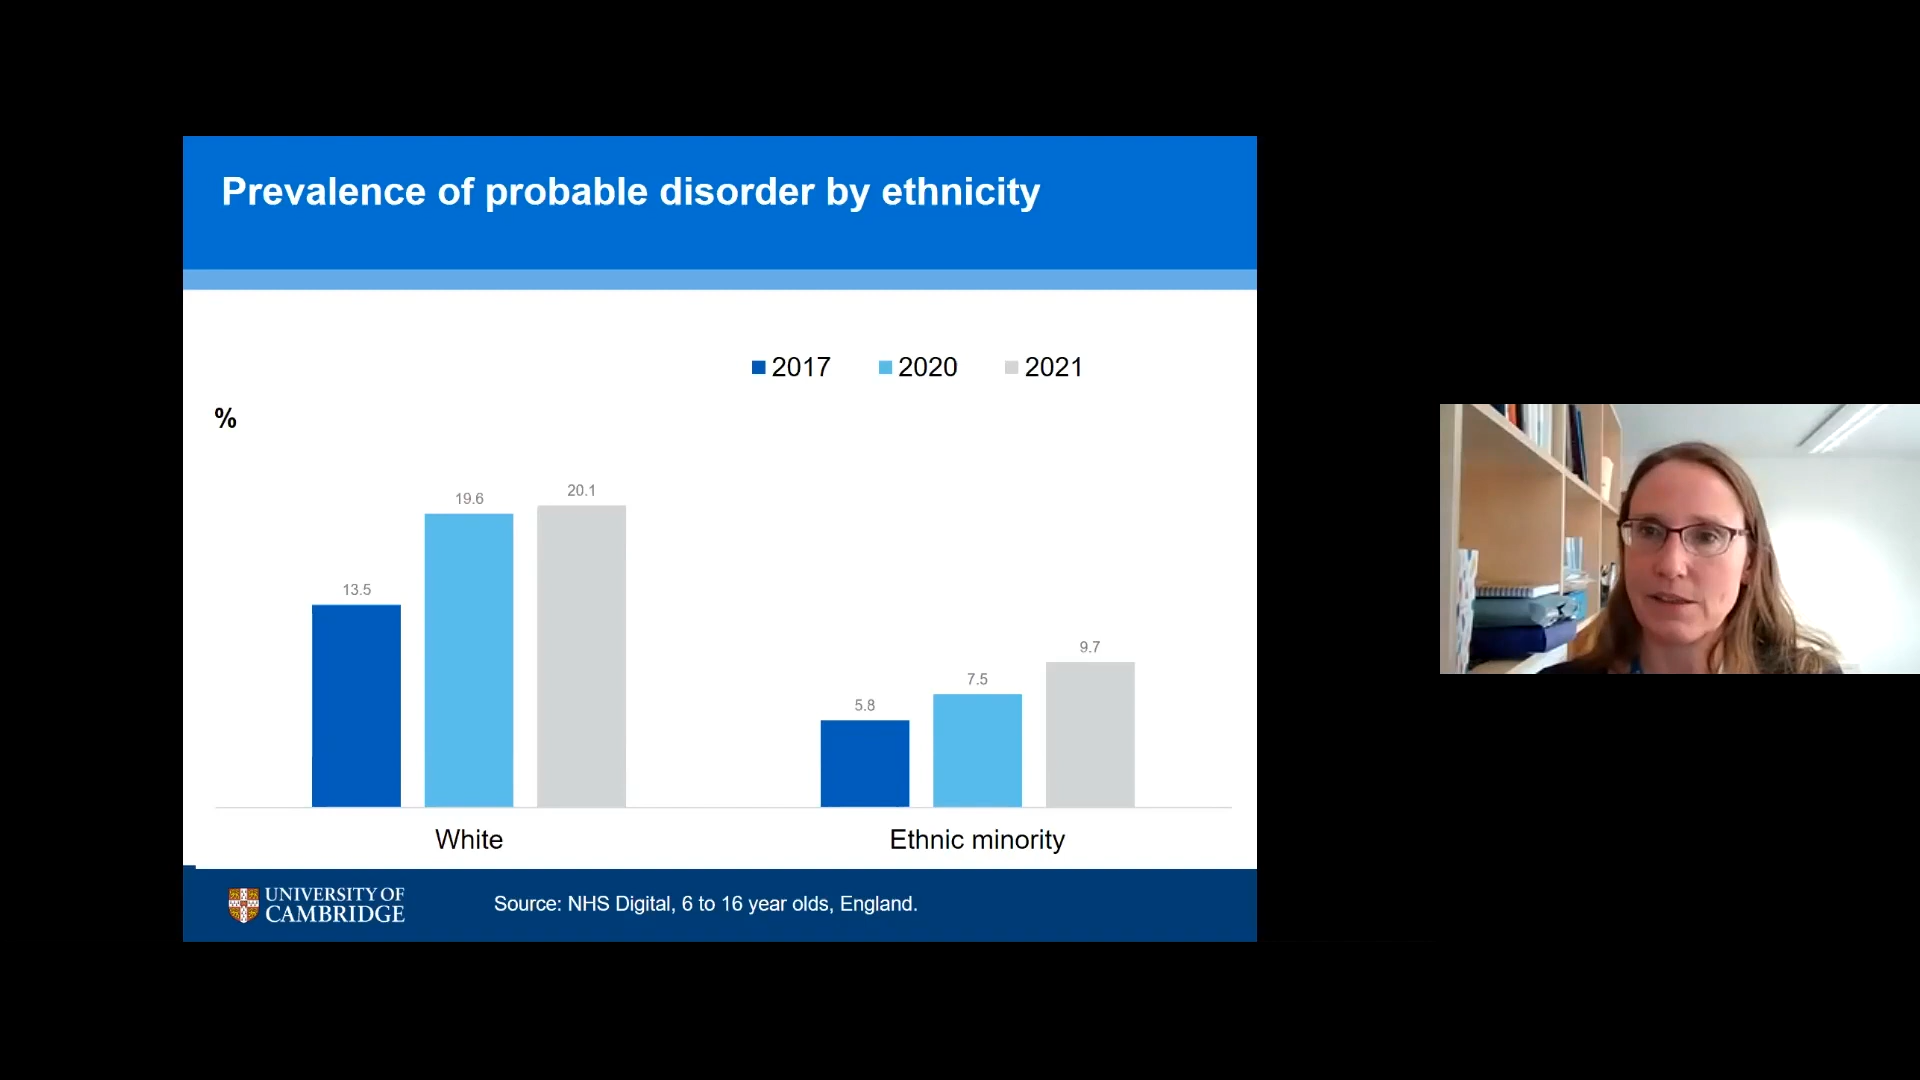 Prevalence of probable disorder by ethnicity
2017 2020 2021
%
13.5 19.6 20.1
5.8 7.5 9.7
White Ethnic minority
UNIVERSITY OF
CAMBRIDGE
Source: NHS Digital, 6 to 16 year olds, England.